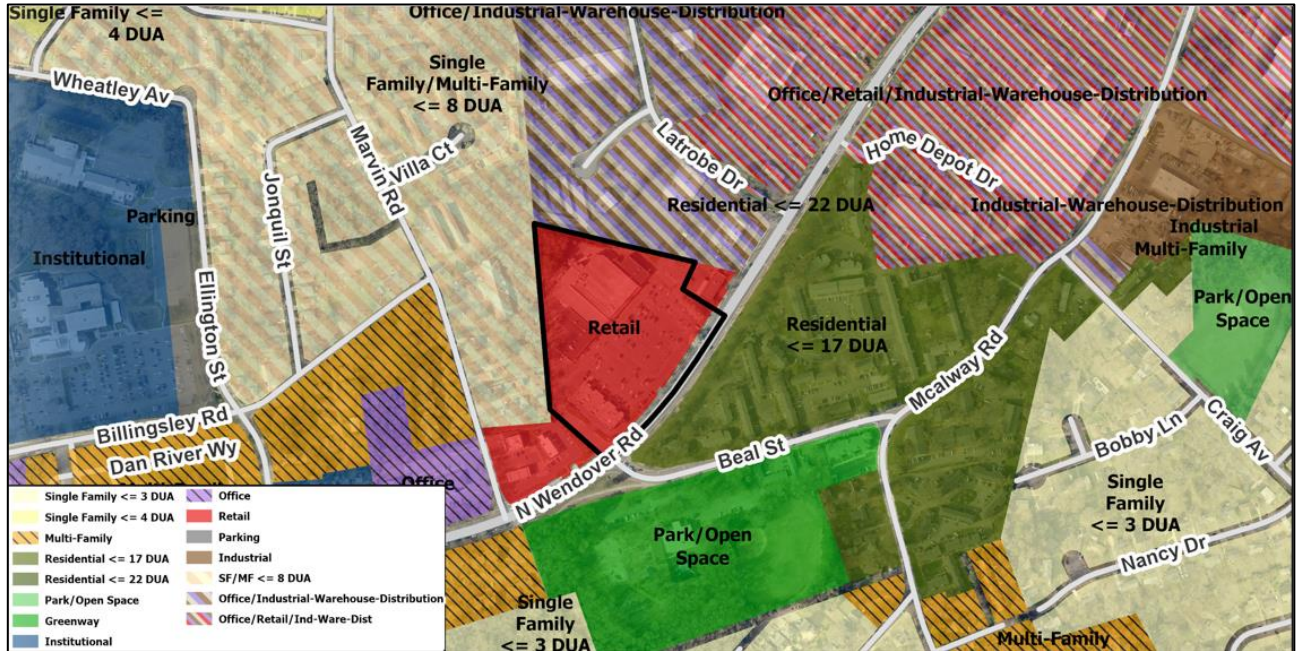 Single Family <=
4 DUA
Office/Industrial-Warehouse-Distribution
Single
Family/Multi-Family
<= 8 DUA
Office/Retail/Industrial-Warehouse-Distribution
Wheatley Av
Marvin Rd
Villa Ct
Latrobe Dr
Home Depot Dr
Jonquil St
Parking
Institutional
Residential <= 22 DUA
Industrial-Warehouse-Distribution
Industrial
Multi-Family
Ellington St
Retail
Residential
<= 17 DUA
Park/Open
Space
Mcalway Rd
Billingsley Rd
Dan River Wy
Beal St
Bobby Ln
Craig Av
Office
N Wendover Rd
Single
Family
<= 3 DUA
Park/Open
Space
Nancy Dr
Single
Family
<= 3 DUA
Multi-Family
Single Family <= 3 DUA
Single Family <= 4 DUA
Multi-Family
Residential <= 17 DUA
Residential <= 22 DUA
Park/Open Space
Greenway
Institutional
Office
Retail
Parking
Industrial
SF/MF <= 8 DUA
Office/Industrial-Warehouse-Distribution
Office/Retail/Ind-Ware-Dist